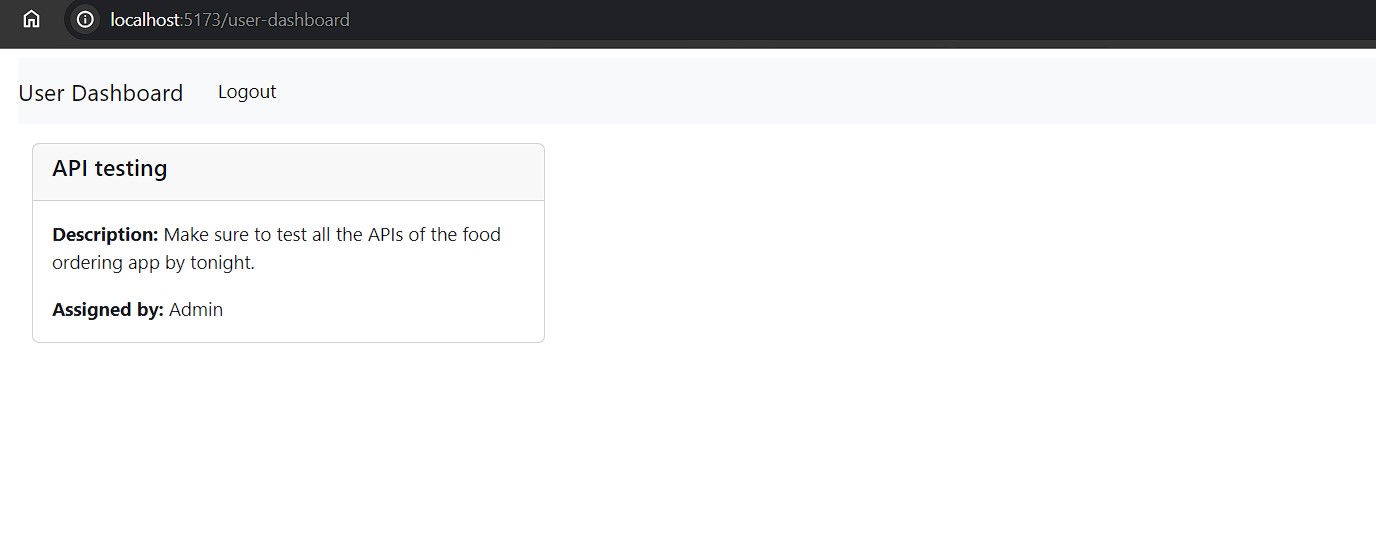 localhost:5173/user-dashboard
User Dashboard Logout
API testing
Description: Make sure to test all the APIs of the food
ordering app by tonight.
Assigned by: Admin